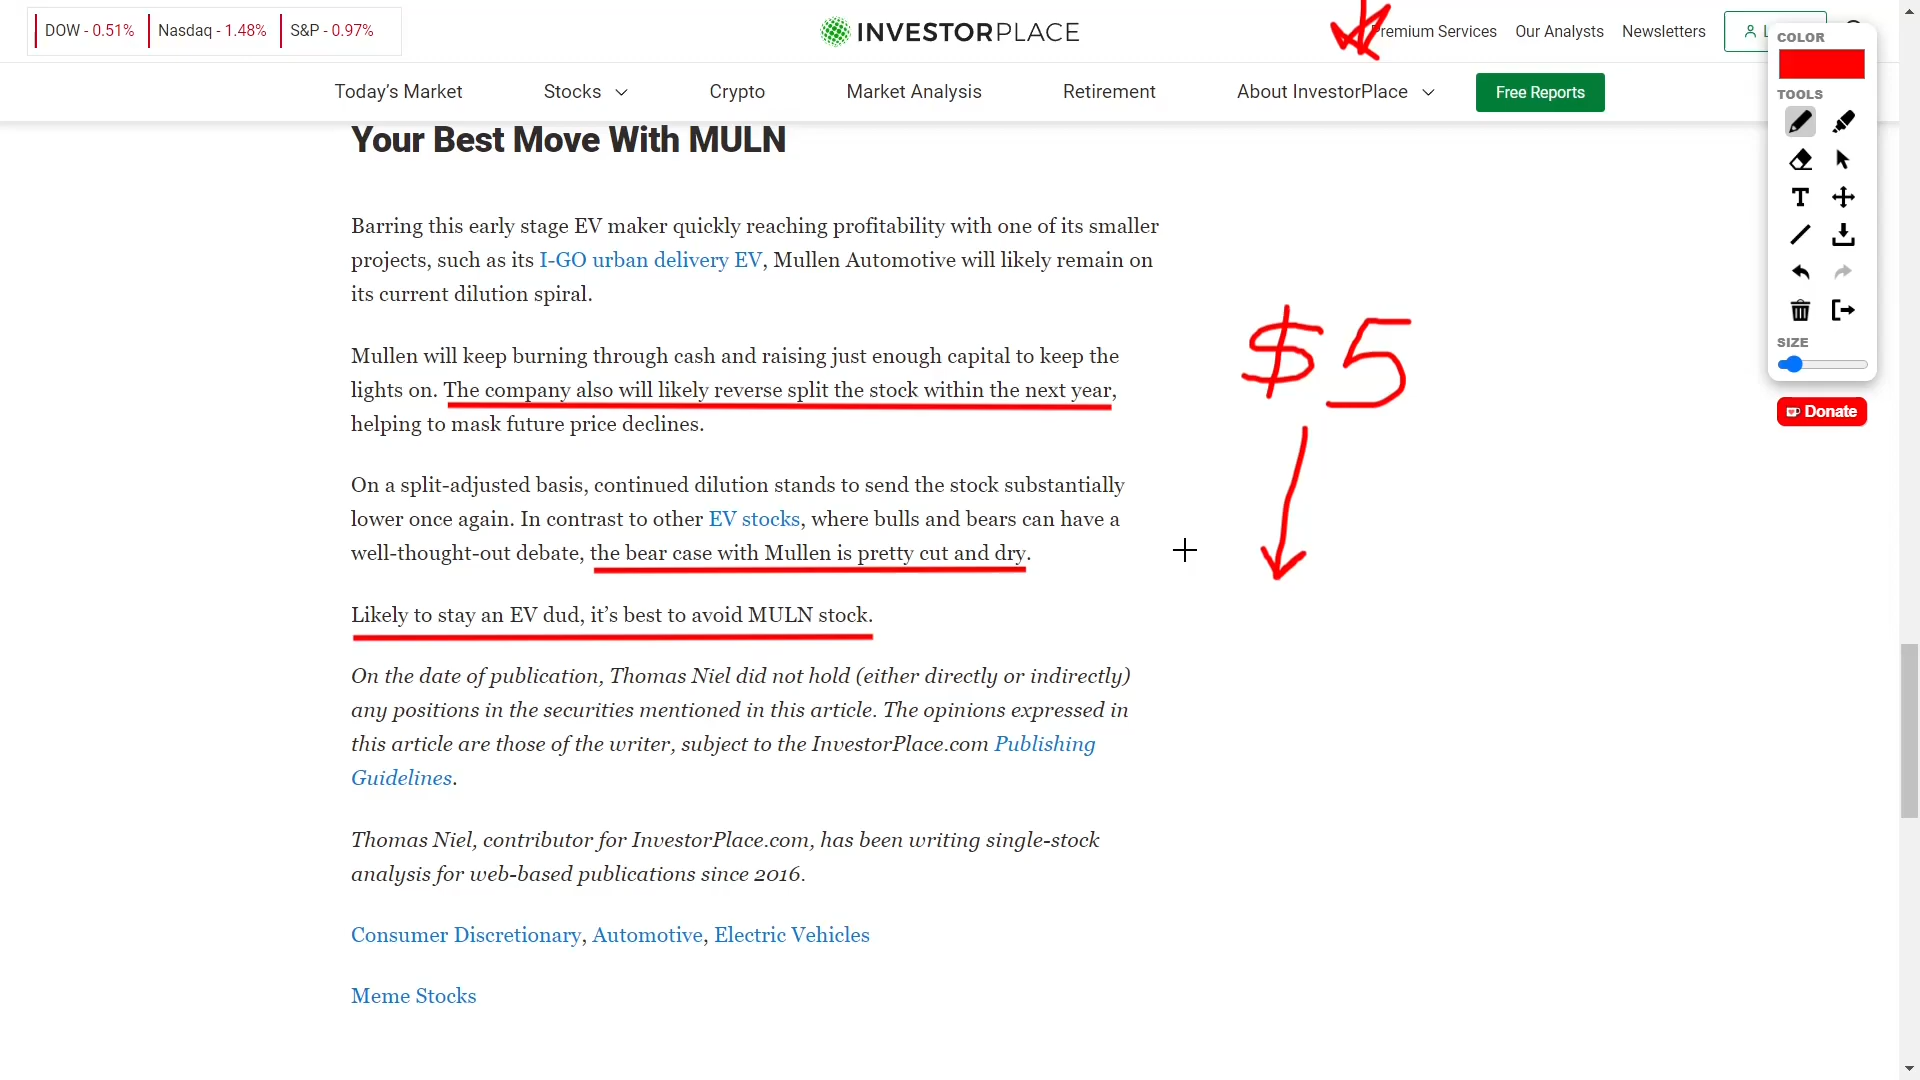 DOW - 0.51% Nasdaq - 1.48% S&P - 0.97%
INVESTORPLACE
Premium Services Our Analysts Newsletters
Today's Market Stocks Crypto Market Analysis Retirement About InvestorPlace Free Reports
COLOR
TOOLS
SIZE
Donate
Your Best Move With MULN
Barring this early stage EV maker quickly reaching profitability with one of its smaller
projects, such as its I-GO urban delivery EV, Mullen Automotive will likely remain on
its current dilution spiral.
Mullen will keep burning through cash and raising just enough capital to keep the
lights on. The company also will likely reverse split the stock within the next year,
helping to mask future price declines.
$5
On a split-adjusted basis, continued dilution stands to send the stock substantially
lower once again. In contrast to other EV stocks, where bulls and bears can have a
well-thought-out debate, the bear case with Mullen is pretty cut and dry.
Likely to stay an EV dud, it's best to avoid MULN stock.
On the date of publication, Thomas Niel did not hold (either directly or indirectly)
any positions in the securities mentioned in this article. The opinions expressed in
this article are those of the writer, subject to the InvestorPlace.com Publishing
Guidelines.
Thomas Niel, contributor for InvestorPlace.com, has been writing single-stock
analysis for web-based publications since 2016.
Consumer Discretionary, Automotive, Electric Vehicles
Meme Stocks